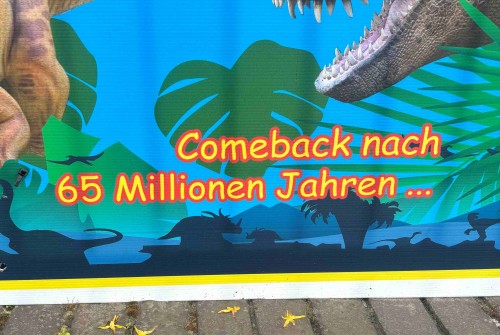 Comeback nach
65 Millionen Jahren ...